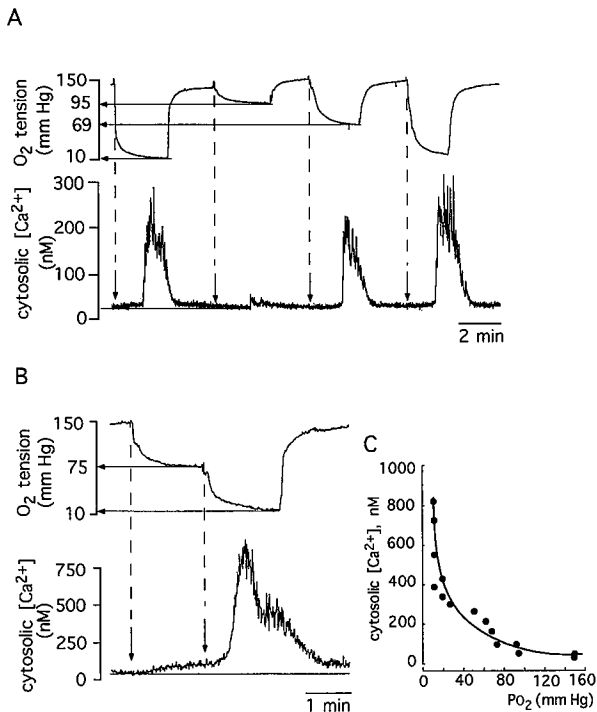 A
O2 tension
(mm Hg)
150
95
69
10
cytosolic [Ca2+]
(nM)
300
200
100
0
2 min
B
O2 tension
(mm Hg)
150
75
10
cytosolic [Ca2+]
(nM)
750
500
250
0
1 min
C
cytosolic [Ca2+], nM
1000
800
600
400
200
0
0 40 80 120 160
PO2 (mm Hg)